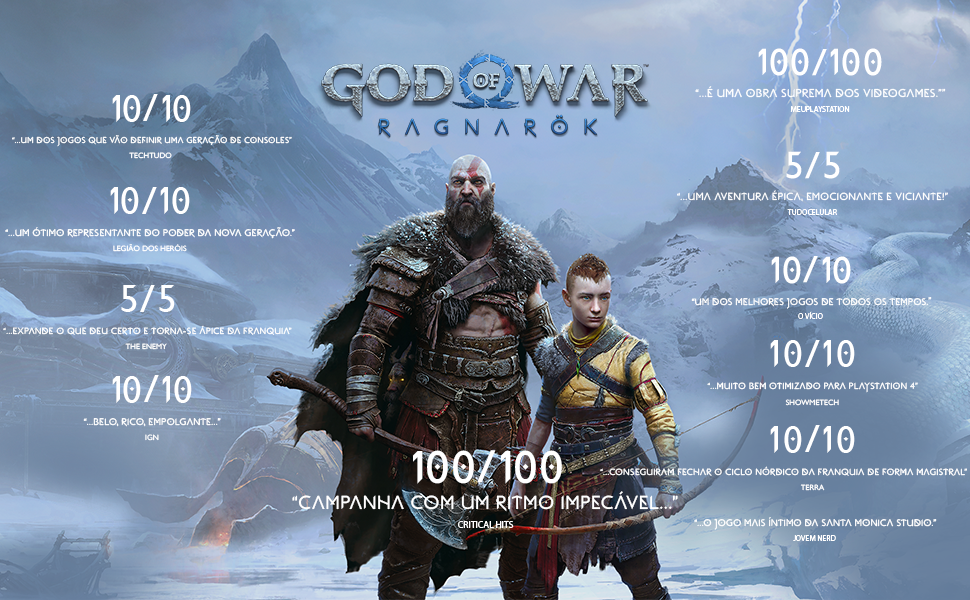 GOD OF WAR
RAGNARÖK
10/10
"...UM DOS JOGOS QUE VÃO DEFINIR UMA GERAÇÃO DE CONSOLES"
TECHTUDO
10/10
"...UM ÓTIMO REPRESENTANTE DO PODER DA NOVA GERAÇÃO."
LEGIÃO DOS HERÓIS
5/5
"...EXPANDE O QUE DEU CERTO E TORNA-SE ÁPICE DA FRANQUIA"
THE ENEMY
10/10
"...BELO, RICO, EMPOLGANTE..."
IGN
100/100
"CAMPANHA COM UM RITMO IMPECÁVEL..."
CRITICAL HITS
100/100
"...É UMA OBRA SUPREMA DOS VIDEOGAMES.""
MEUPLAYSTATION
5/5
"...UMA AVENTURA ÉPICA, EMOCIONANTE E VICIANTE!"
TUDOCELULAR
10/10
"UM DOS MELHORES JOGOS DE TODOS OS TEMPOS."
O VÍCIO
10/10
"...MUITO BEM OTIMIZADO PARA PLAYSTATION 4"
SHOWMETECH
10/10
"...CONSEGUIRAM FECHAR O CICLO NÓRDICO DA FRANQUIA DE FORMA MAGISTRAL"
TERRA
"...O JOGO MAIS ÍNTIMO DA SANTA MONICA STUDIO."
JOVEM NERD